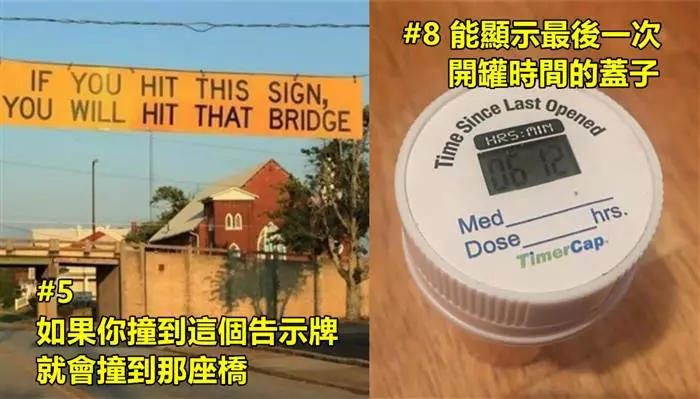 IF YOU HIT THIS SIGN,
YOU WILL HIT THAT BRIDGE
#5
如果你撞到這個告示牌
就會撞到那座橋
#8 能顯示最後一次
開罐時間的蓋子
Time Since Last Opened
HRS:MIN
06 12
Med
Dose hrs.
TimerCap